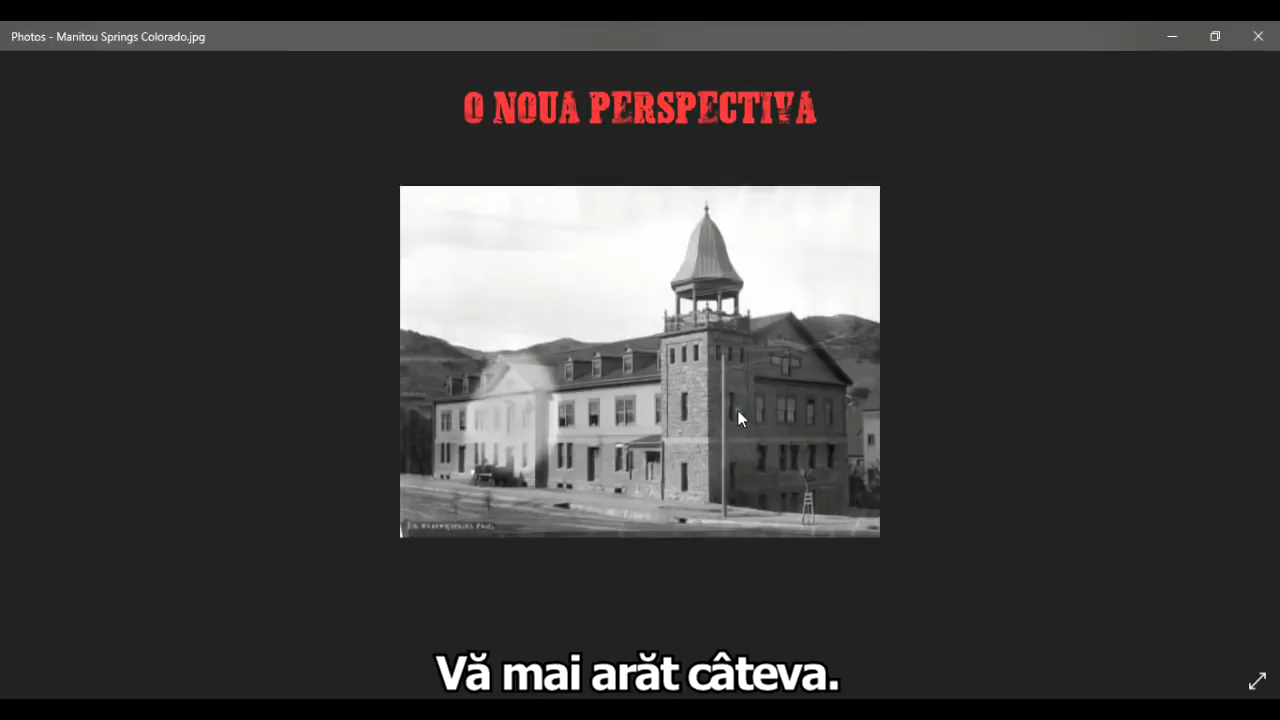 Photos - Manitou Springs Colorado.jpg
O NOUA PERSPECTIVA
Vă mai arăt câteva.